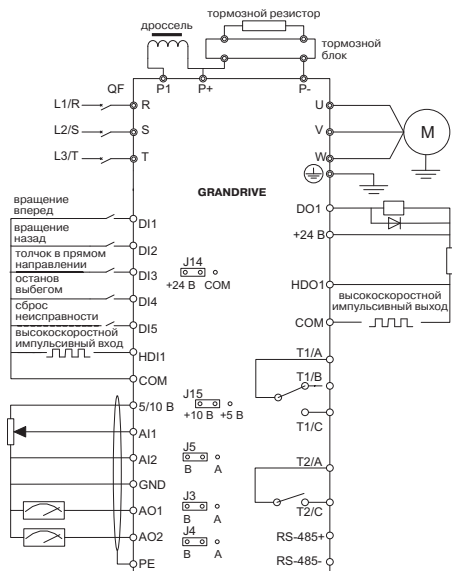 тормозной резистор
дроссель
тормозной
блок
QF
P1
P+
P-
L1/R
R
L2/S
S
L3/T
T
U
V
W
M
GRANDRIVE
вращение
вперед
DI1
вращение
назад
DI2
толчок в прямом
направлении
DI3
останов
выбегом
DI4
сброс
неисправности
DI5
высокоскоростной
импульсивный вход
HDI1
COM
J14
+24 В COM
DO1
+24 В
HDO1
высокоскоростной
импульсивный выход
COM
5/10 В
J15
+10 В +5 В
AI1
AI2
J5
B A
GND
AO1
J3
B A
AO2
J4
B A
PE
T1/A
T1/B
T1/C
T2/A
T2/C
RS-485+
RS-485-